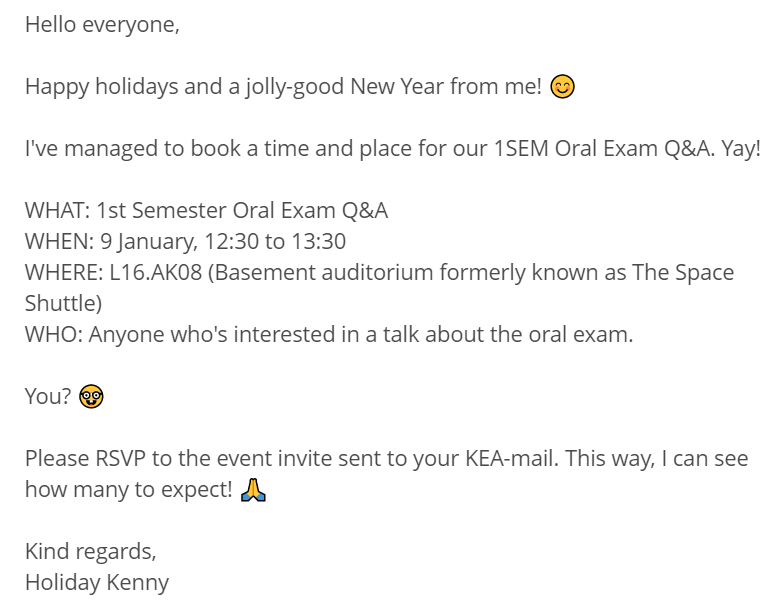 Hello everyone,
Happy holidays and a jolly-good New Year from me! 😊
I've managed to book a time and place for our 1SEM Oral Exam Q&A. Yay!
WHAT: 1st Semester Oral Exam Q&A
WHEN: 9 January, 12:30 to 13:30
WHERE: L16.AK08 (Basement auditorium formerly known as The Space
Shuttle)
WHO: Anyone who's interested in a talk about the oral exam.
You? 🤓
Please RSVP to the event invite sent to your KEA-mail. This way, I can see
how many to expect! 🙏
Kind regards,
Holiday Kenny